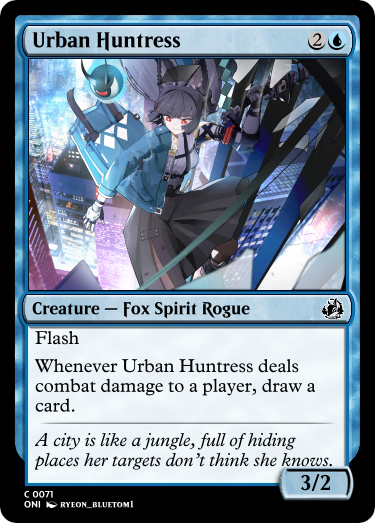 Urban Huntress 2
Creature — Fox Spirit Rogue
Flash
Whenever Urban Huntress deals
combat damage to a player, draw a
card.
A city is like a jungle, full of hiding
places her targets don't think she knows.
3/2
C 0071
ONI RYEON_BLUETOM1